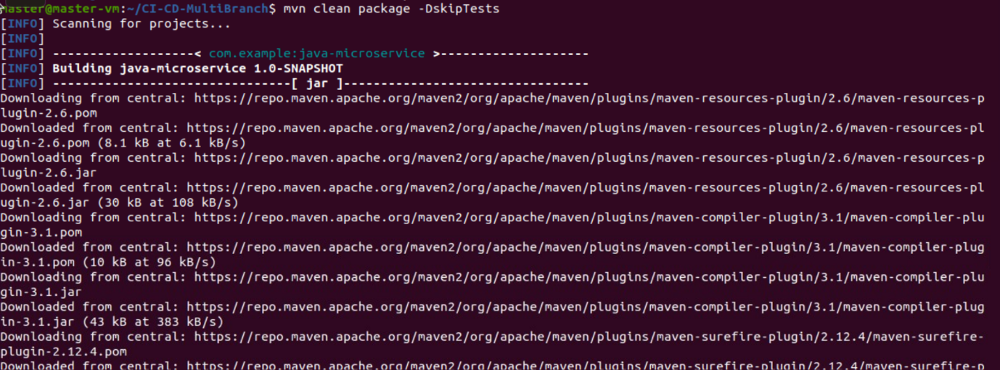 master@master-vm:~/CI-CD-MultiBranch$ mvn clean package -DskipTests
[INFO] Scanning for projects...
[INFO]
[INFO] -------------------< com.example:java-microservice >--------------------
[INFO] Building java-microservice 1.0-SNAPSHOT
[INFO] --------------------------------[ jar ]---------------------------------
Downloading from central: https://repo.maven.apache.org/maven2/org/apache/maven/plugins/maven-resources-plugin/2.6/maven-resources-p
lugin-2.6.pom
Downloaded from central: https://repo.maven.apache.org/maven2/org/apache/maven/plugins/maven-resources-plugin/2.6/maven-resources-pl
ugin-2.6.pom (8.1 kB at 6.1 kB/s)
Downloading from central: https://repo.maven.apache.org/maven2/org/apache/maven/plugins/maven-resources-plugin/2.6/maven-resources-p
lugin-2.6.jar
Downloaded from central: https://repo.maven.apache.org/maven2/org/apache/maven/plugins/maven-resources-plugin/2.6/maven-resources-pl
ugin-2.6.jar (30 kB at 108 kB/s)
Downloading from central: https://repo.maven.apache.org/maven2/org/apache/maven/plugins/maven-compiler-plugin/3.1/maven-compiler-plu
gin-3.1.pom
Downloaded from central: https://repo.maven.apache.org/maven2/org/apache/maven/plugins/maven-compiler-plugin/3.1/maven-compiler-plug
in-3.1.pom (10 kB at 96 kB/s)
Downloading from central: https://repo.maven.apache.org/maven2/org/apache/maven/plugins/maven-compiler-plugin/3.1/maven-compiler-plu
gin-3.1.jar
Downloaded from central: https://repo.maven.apache.org/maven2/org/apache/maven/plugins/maven-compiler-plugin/3.1/maven-compiler-plug
in-3.1.jar (43 kB at 383 kB/s)
Downloading from central: https://repo.maven.apache.org/maven2/org/apache/maven/plugins/maven-surefire-plugin/2.12.4/maven-surefire-
plugin-2.12.4.pom
Downloaded from central: https://repo.maven.apache.org/maven2/org/apache/maven/plugins/maven-surefire-plugin/2.12.4/maven-surefire-p